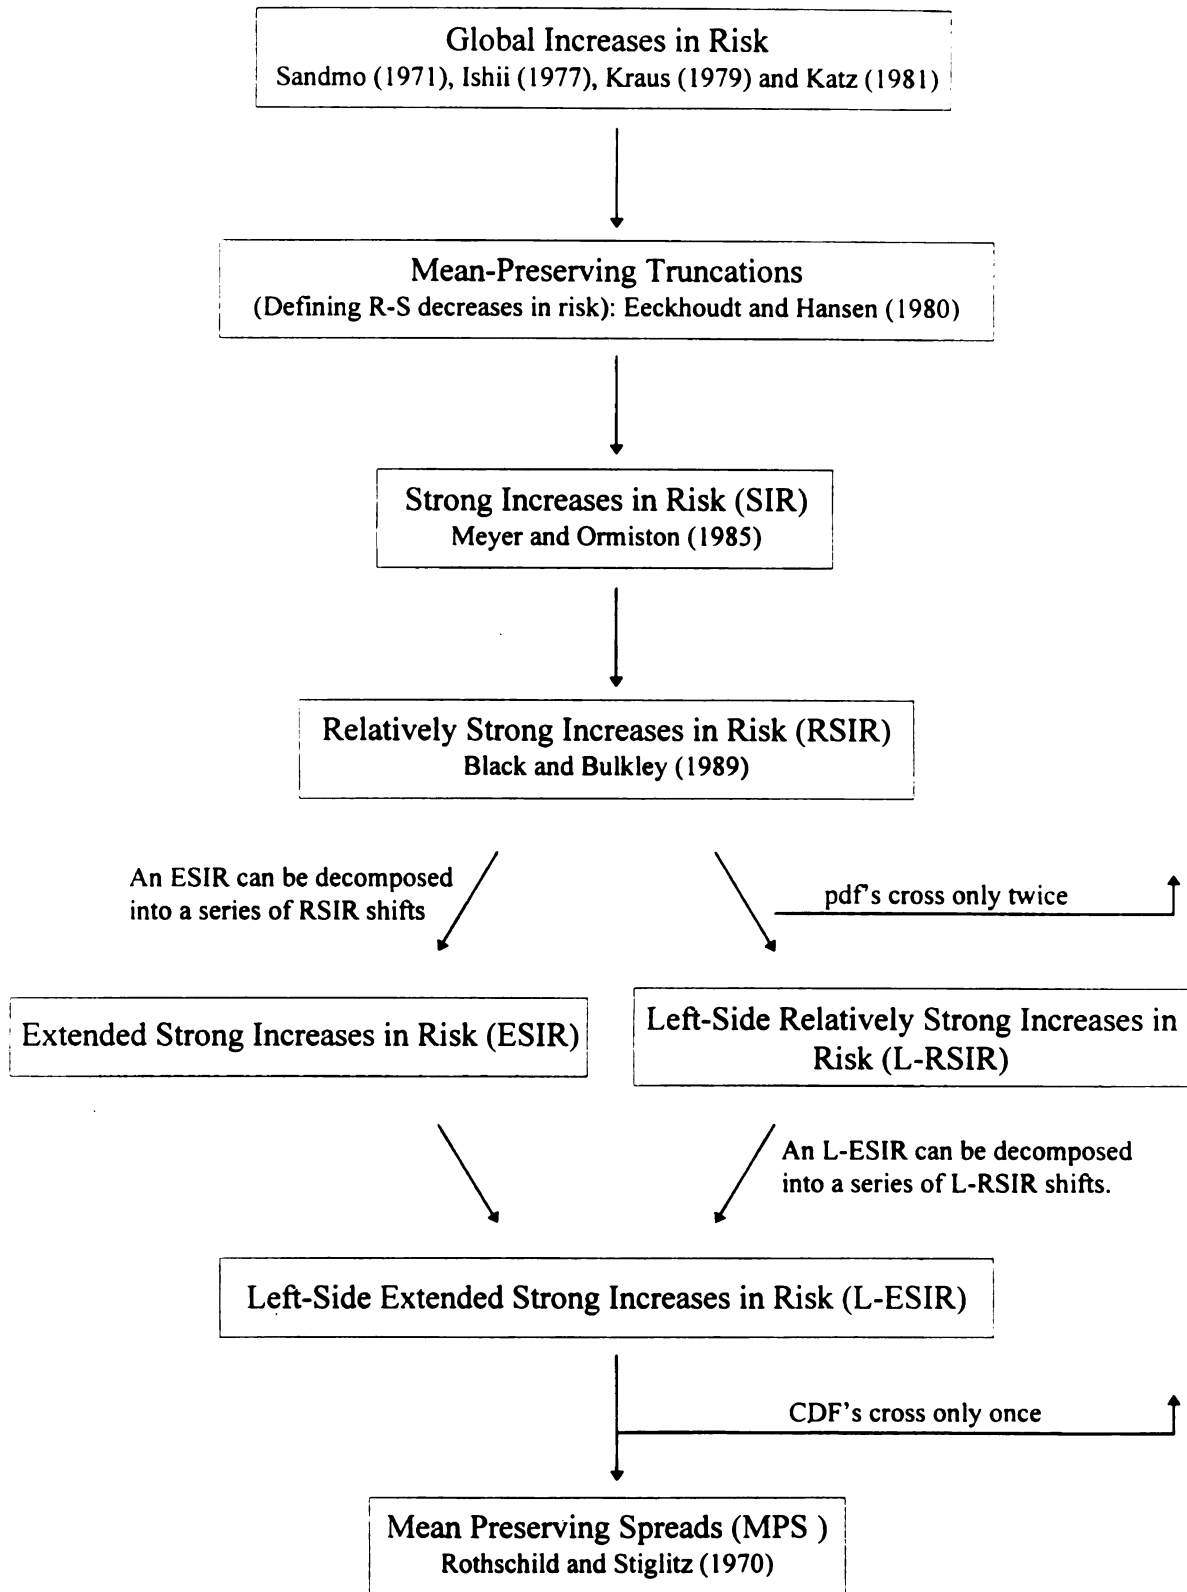 Global Increases in Risk
Sandmo (1971), Ishii (1977), Kraus (1979) and Katz (1981)
Mean-Preserving Truncations
(Defining R-S decreases in risk): Eeckhoudt and Hansen (1980)
Strong Increases in Risk (SIR)
Meyer and Ormiston (1985)
Relatively Strong Increases in Risk (RSIR)
Black and Bulkley (1989)
An ESIR can be decomposed
into a series of RSIR shifts
pdf's cross only twice
Extended Strong Increases in Risk (ESIR)
Left-Side Relatively Strong Increases in
Risk (L-RSIR)
An L-ESIR can be decomposed
into a series of L-RSIR shifts.
Left-Side Extended Strong Increases in Risk (L-ESIR)
CDF's cross only once
Mean Preserving Spreads (MPS )
Rothschild and Stiglitz (1970)